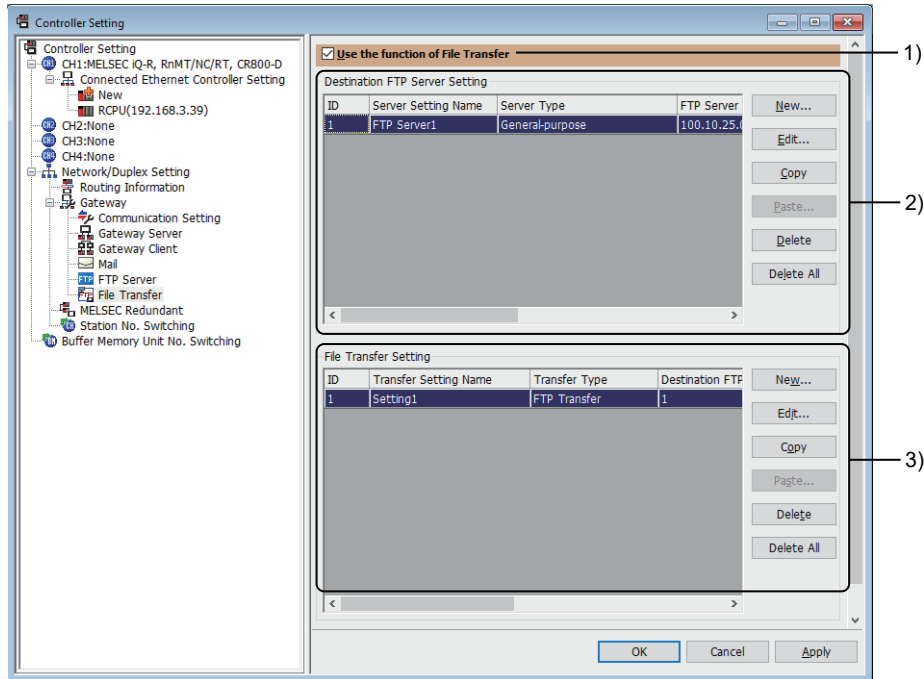 Controller Setting
Controller Setting
CH1:MELSEC iQ-R, RnMT/NC/RT, CR800-D
Connected Ethernet Controller Setting
New
RCPU(192.168.3.39)
CH2:None
CH3:None
CH4:None
Network/Duplex Setting
Routing Information
Gateway
Communication Setting
Gateway Server
Gateway Client
Mail
FTP Server
File Transfer
MELSEC Redundant
Station No. Switching
Buffer Memory Unit No. Switching
Use the function of File Transfer
1)
Destination FTP Server Setting
ID Server Setting Name Server Type FTP Server
1 FTP Server1 General-purpose 100.10.25.
New...
Edit...
Copy
Paste...
Delete
Delete All
2)
File Transfer Setting
ID Transfer Setting Name Transfer Type Destination FTP
1 Setting1 FTP Transfer 1
New...
Edit...
Copy
Paste...
Delete
Delete All
3)
OK Cancel Apply